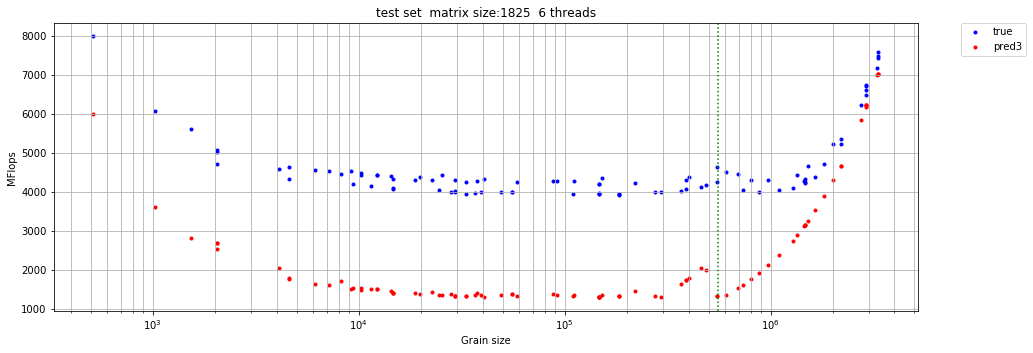 test set  matrix size:1825  6 threads
true
pred3
MFlops
8000
7000
6000
5000
4000
3000
2000
1000
10³
10⁴
10⁵
10⁶
Grain size